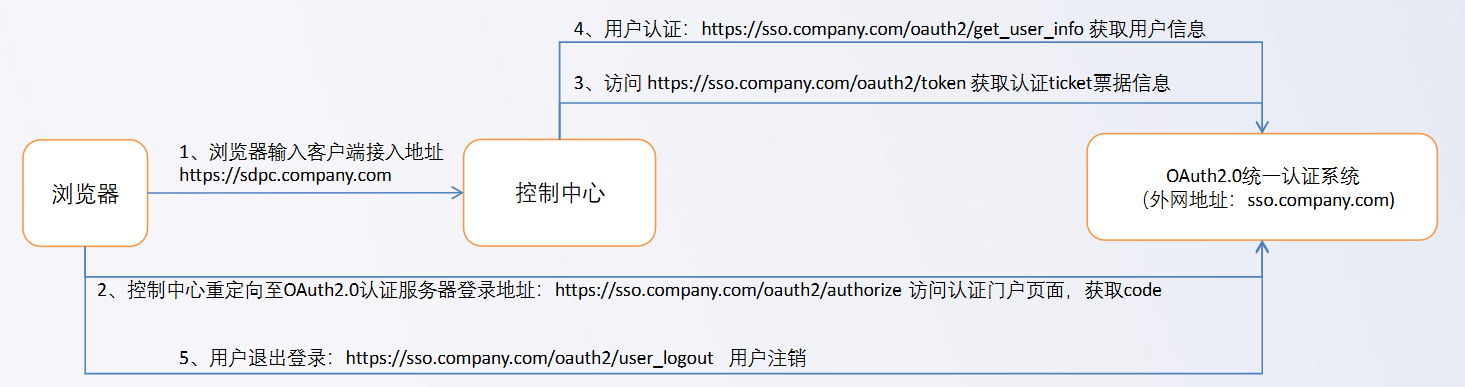 4、用户认证：https://sso.company.com/oauth2/get_user_info 获取用户信息
3、访问 https://sso.company.com/oauth2/token 获取认证ticket票据信息
1、浏览器输入客户端接入地址
https://sdpc.company.com
浏览器
控制中心
OAuth2.0统一认证系统
（外网地址：sso.company.com)
2、控制中心重定向至OAuth2.0认证服务器登录地址：https://sso.company.com/oauth2/authorize 访问认证门户页面，获取code
5、用户退出登录：https://sso.company.com/oauth2/user_logout 用户注销